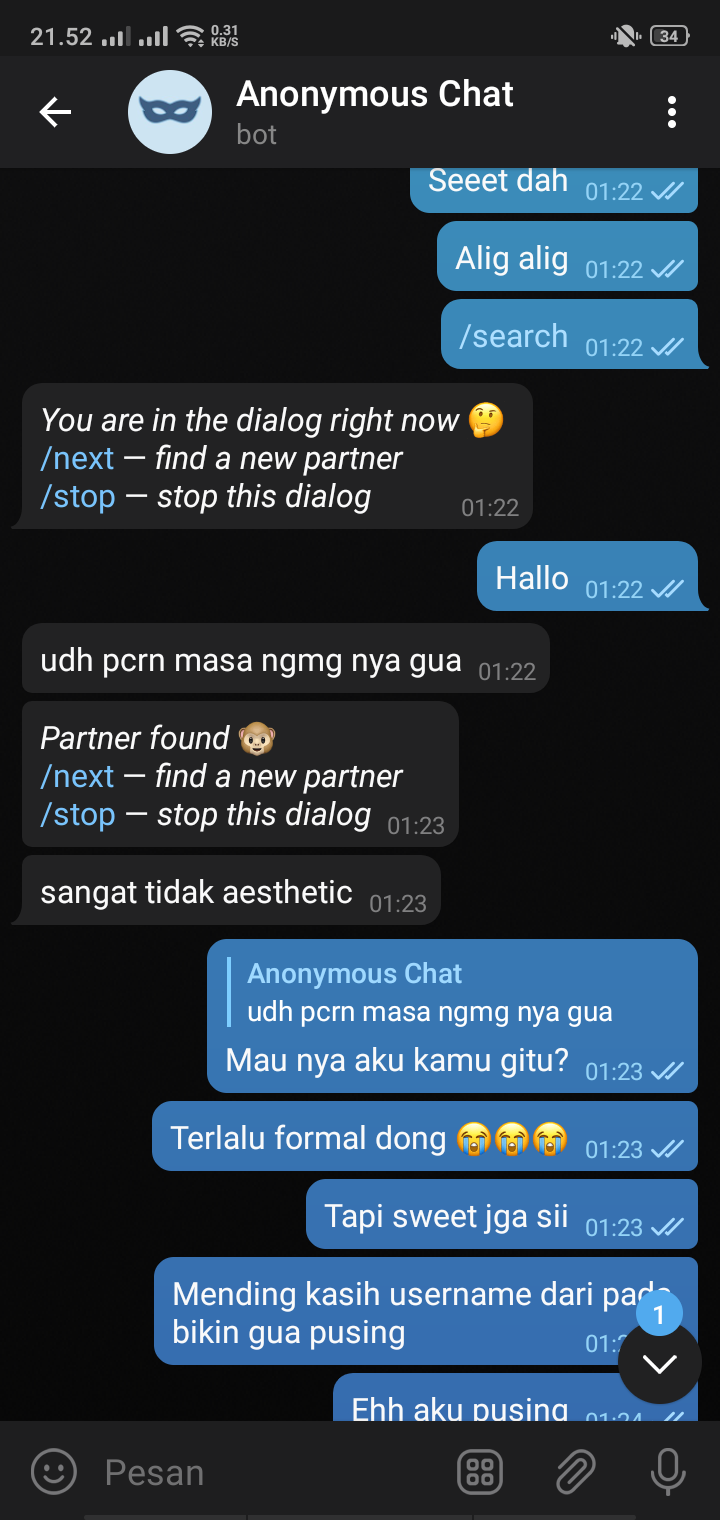 21.52
0.31
KB/S
34
Anonymous Chat
bot
Seeet dah 01:22
Alig alig 01:22
/search 01:22
You are in the dialog right now 🤔
/next — find a new partner
/stop — stop this dialog 01:22
Hallo 01:22
udh pcrn masa ngmg nya gua 01:22
Partner found 🐵
/next — find a new partner
/stop — stop this dialog 01:23
sangat tidak aesthetic 01:23
Anonymous Chat
udh pcrn masa ngmg nya gua
Mau nya aku kamu gitu? 01:23
Terlalu formal dong 😭😭😭 01:23
Tapi sweet jga sii 01:23
Mending kasih username dari pada
1
bikin gua pusing
Ehh aku pusing 01:24
Pesan